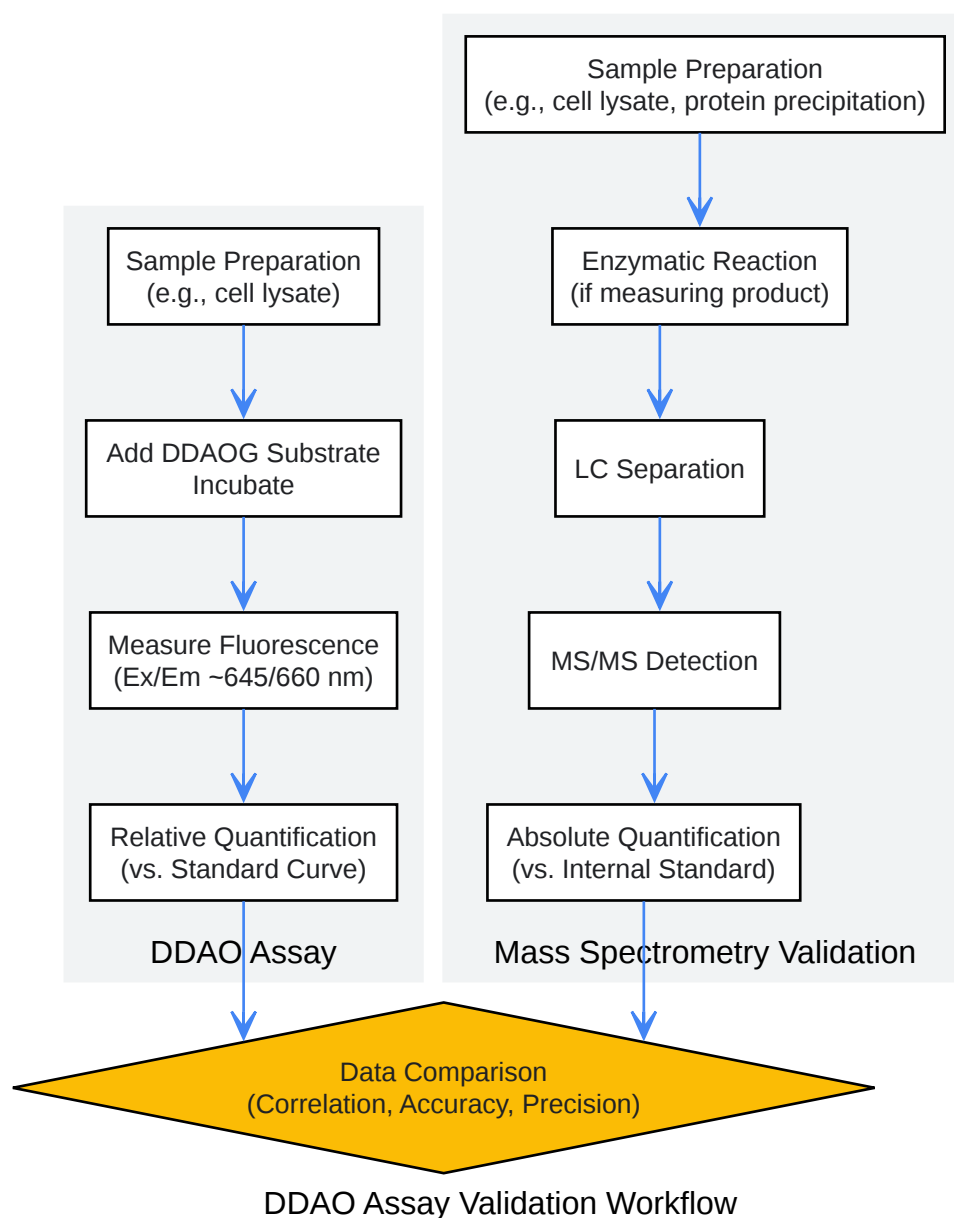 Sample Preparation
(e.g., cell lysate, protein precipitation)
Sample Preparation
(e.g., cell lysate)
Enzymatic Reaction
(if measuring product)
Add DDAOG Substrate
Incubate
LC Separation
Measure Fluorescence
(Ex/Em ~645/660 nm)
MS/MS Detection
Relative Quantification
(vs. Standard Curve)
Absolute Quantification
(vs. Internal Standard)
DDAO Assay
Mass Spectrometry Validation
Data Comparison
(Correlation, Accuracy, Precision)
DDAO Assay Validation Workflow